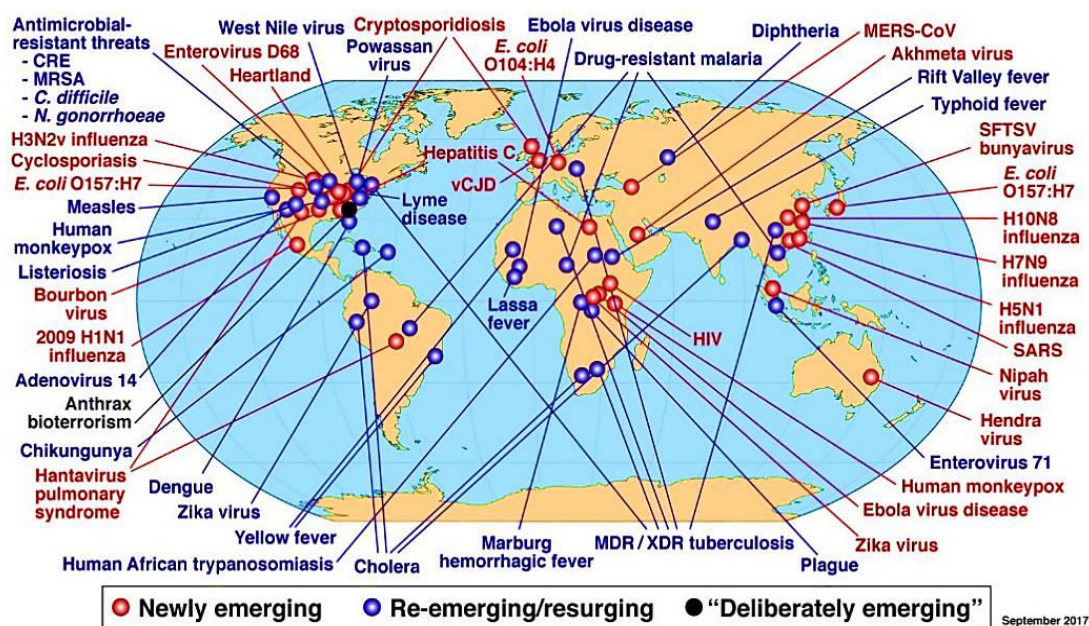 Antimicrobial-
resistant threats
- CRE
- MRSA
- C. difficile
- N. gonorrhoeae
H3N2v influenza
Cyclosporiasis
E. coli O157:H7
Measles
Human
monkeypox
Listeriosis
Bourbon
virus
2009 H1N1
influenza
Adenovirus 14
Anthrax
bioterrorism
Chikungunya
Hantavirus
pulmonary
syndrome
West Nile virus
Enterovirus D68
Heartland
Powassan
virus
Cryptosporidiosis
E. coli
O104:H4
Ebola virus disease
Drug-resistant malaria
Diphtheria
MERS-CoV
Akhmeta virus
Rift Valley fever
Typhoid fever
SFTSV
bunyavirus
E. coli
O157:H7
H10N8
influenza
H7N9
influenza
H5N1
influenza
SARS
Nipah
virus
Hendra
virus
Enterovirus 71
Human monkeypox
Ebola virus disease
Zika virus
Plague
Hepatitis C
vCJD
Lyme
disease
Lassa
fever
HIV
Dengue
Zika virus
Yellow fever
Human African trypanosomiasis
Cholera
Marburg
hemorrhagic fever
MDR/XDR tuberculosis
Newly emerging
Re-emerging/resurging
“Deliberately emerging”
September 2017